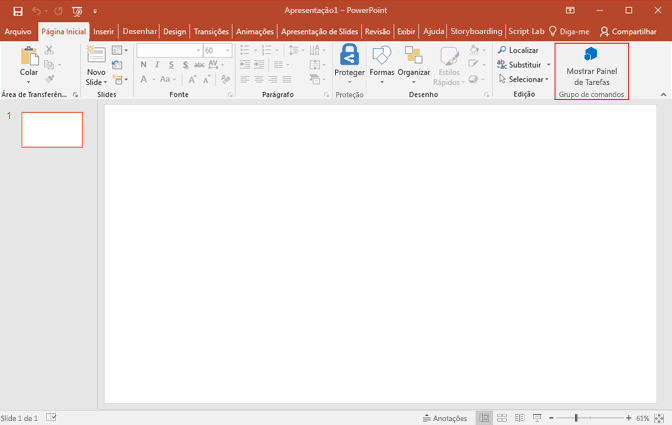 Apresentação1 – PowerPoint
Arquivo Página Inicial Inserir Desenhar Design Transições Animações Apresentação de Slides Revisão Exibir Ajuda Storyboarding Script Lab Diga-me Compartilhar
Colar
Novo
Slide
60
N I S S abc AV
Aa A A A
Proteger
Formas
Organizar
Estilos
Rápidos
Localizar
Substituir
Selecionar
Mostrar Painel
de Tarefas
Área de Transferên... Slides Fonte Parágrafo Proteção Desenho Edição Grupo de comandos
1
Slide 1 de 1 Anotações 61%